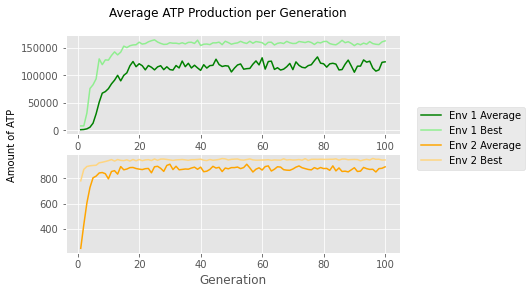 Average ATP Production per Generation
150000
100000
50000
0
0 20 40 60 80 100
Amount of ATP
800
600
400
0 20 40 60 80 100
Generation
Env 1 Average
Env 1 Best
Env 2 Average
Env 2 Best